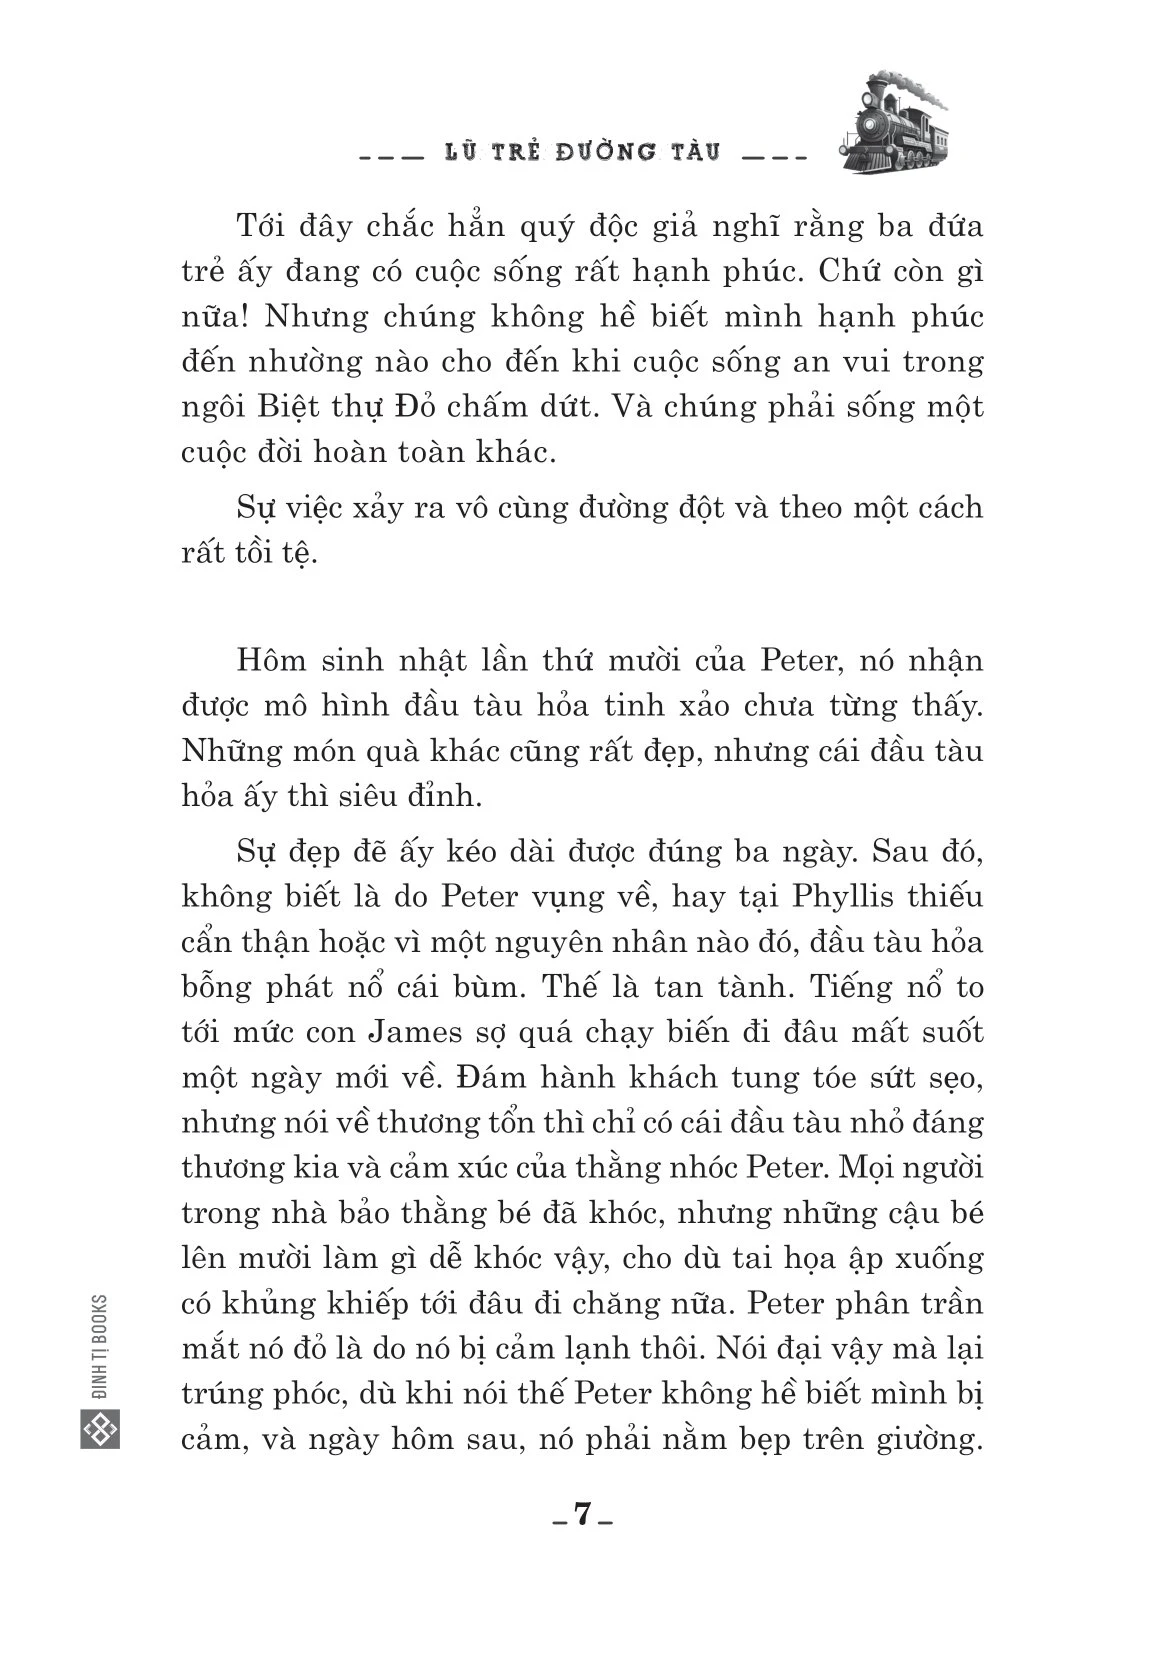 LŨ TRẺ ĐƯỜNG TÀU
Tới đây chắc hẳn quý độc giả nghĩ rằng ba đứa
trẻ ấy đang có cuộc sống rất hạnh phúc. Chứ còn gì
nữa! Nhưng chúng không hề biết mình hạnh phúc
đến nhường nào cho đến khi cuộc sống an vui trong
ngôi Biệt thự Đỏ chấm dứt. Và chúng phải sống một
cuộc đời hoàn toàn khác.
Sự việc xảy ra vô cùng đường đột và theo một cách
rất tồi tệ.
Hôm sinh nhật lần thứ mười của Peter, nó nhận
được mô hình đầu tàu hỏa tinh xảo chưa từng thấy.
Những món quà khác cũng rất đẹp, nhưng cái đầu tàu
hỏa ấy thì siêu đỉnh.
Sự đẹp đẽ ấy kéo dài được đúng ba ngày. Sau đó,
không biết là do Peter vụng về, hay tại Phyllis thiếu
cẩn thận hoặc vì một nguyên nhân nào đó, đầu tàu hỏa
bỗng phát nổ cái bùm. Thế là tan tành. Tiếng nổ to
tới mức con James sợ quá chạy biến đi đâu mất suốt
một ngày mới về. Đám hành khách tung tóe sứt sẹo,
nhưng nói về thương tổn thì chỉ có cái đầu tàu nhỏ đáng
thương kia và cảm xúc của thằng nhóc Peter. Mọi người
trong nhà bảo thằng bé đã khóc, nhưng những cậu bé
lên mười làm gì dễ khóc vậy, cho dù tai họa ập xuống
có khủng khiếp tới đâu đi chăng nữa. Peter phân trần
mắt nó đỏ là do nó bị cảm lạnh thôi. Nói đại vậy mà lại
trúng phóc, dù khi nói thế Peter không hề biết mình bị
cảm, và ngày hôm sau, nó phải nằm bẹp trên giường.
ĐINH TỊ BOOKS
7